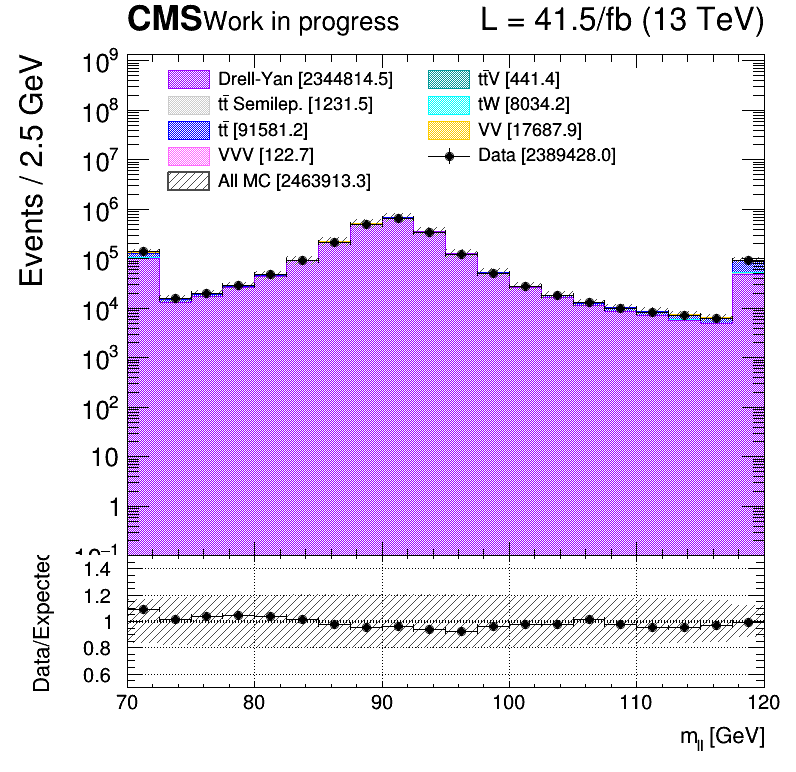 CMS Work in progress L = 41.5/fb (13 TeV)
Events / 2.5 GeV
Drell-Yan [2344814.5]
tt̄ Semilep. [1231.5]
tt̄ [91581.2]
VVV [122.7]
All MC [2463913.3]
tt̄V [441.4]
tW [8034.2]
VV [17687.9]
Data [2389428.0]
10⁹
10⁸
10⁷
10⁶
10⁵
10⁴
10³
10²
10
1
10⁻¹
Data/Expected
1.4
1.2
1
0.8
0.6
70 80 90 100 110 120
m_ll [GeV]